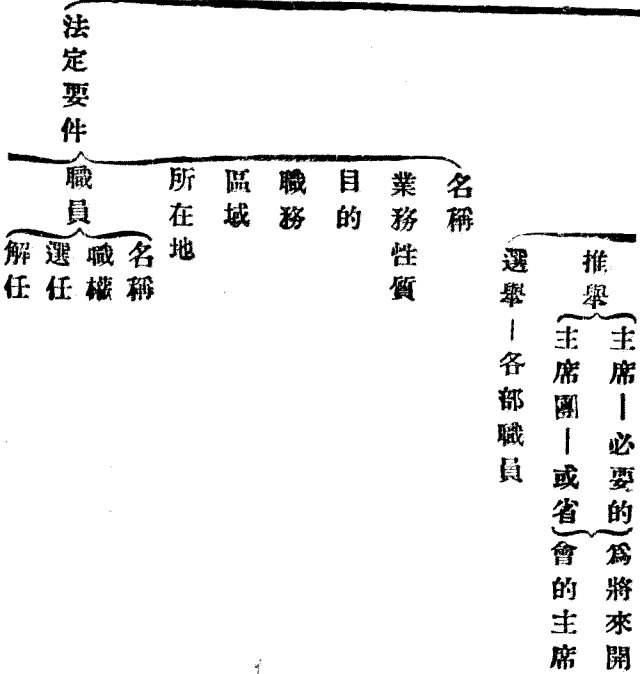 推舉
主席—必要的
主席團—或省
為將來開
會的主席
選舉—各部職員
法定要件
名稱
業務性質
目的
職務
區域
所在地
職員
名稱
職權
選任
解任